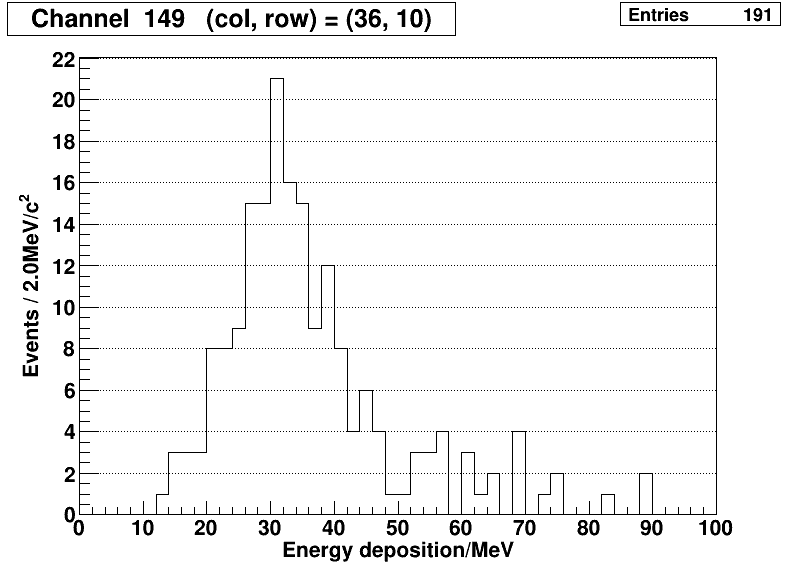 Channel 149 (col, row) = (36, 10)
Entries 191
22
20
18
16
14
12
10
8
6
4
2
0
Events / 2.0MeV/c²
0 10 20 30 40 50 60 70 80 90 100
Energy deposition/MeV